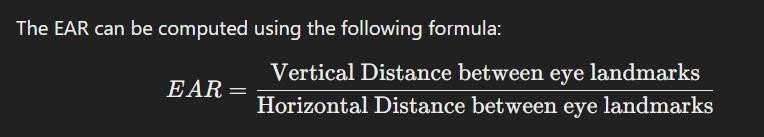 The EAR can be computed using the following formula:
EAR = Vertical Distance between eye landmarks / Horizontal Distance between eye landmarks